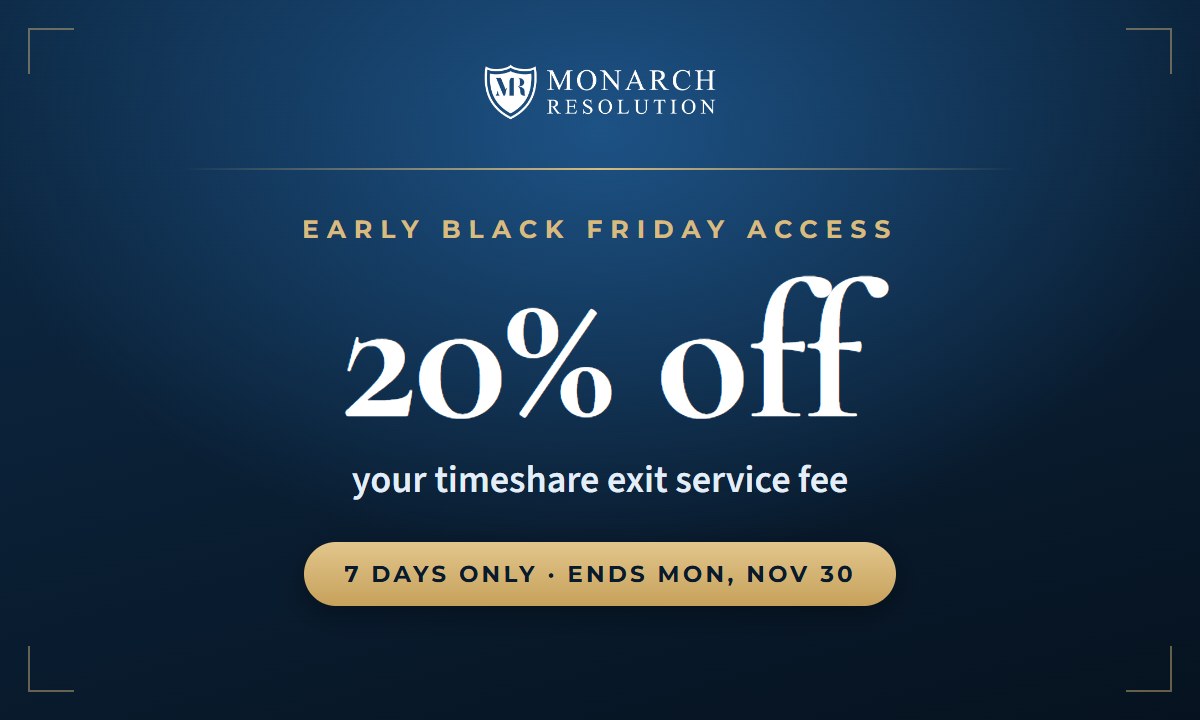 MR
MONARCH
RESOLUTION
EARLY BLACK FRIDAY ACCESS
20% off
your timeshare exit service fee
7 DAYS ONLY · ENDS MON, NOV 30